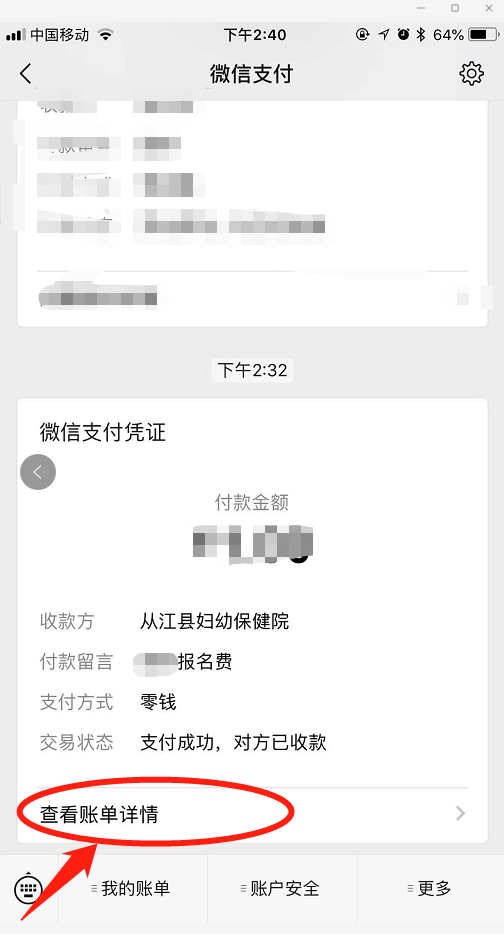 中国移动 下午2:40 64%
微信支付
下午2:32
微信支付凭证
付款金额
收款方 从江县妇幼保健院
付款留言 报名费
支付方式 零钱
交易状态 支付成功，对方已收款
查看账单详情
我的账单 账户安全 更多